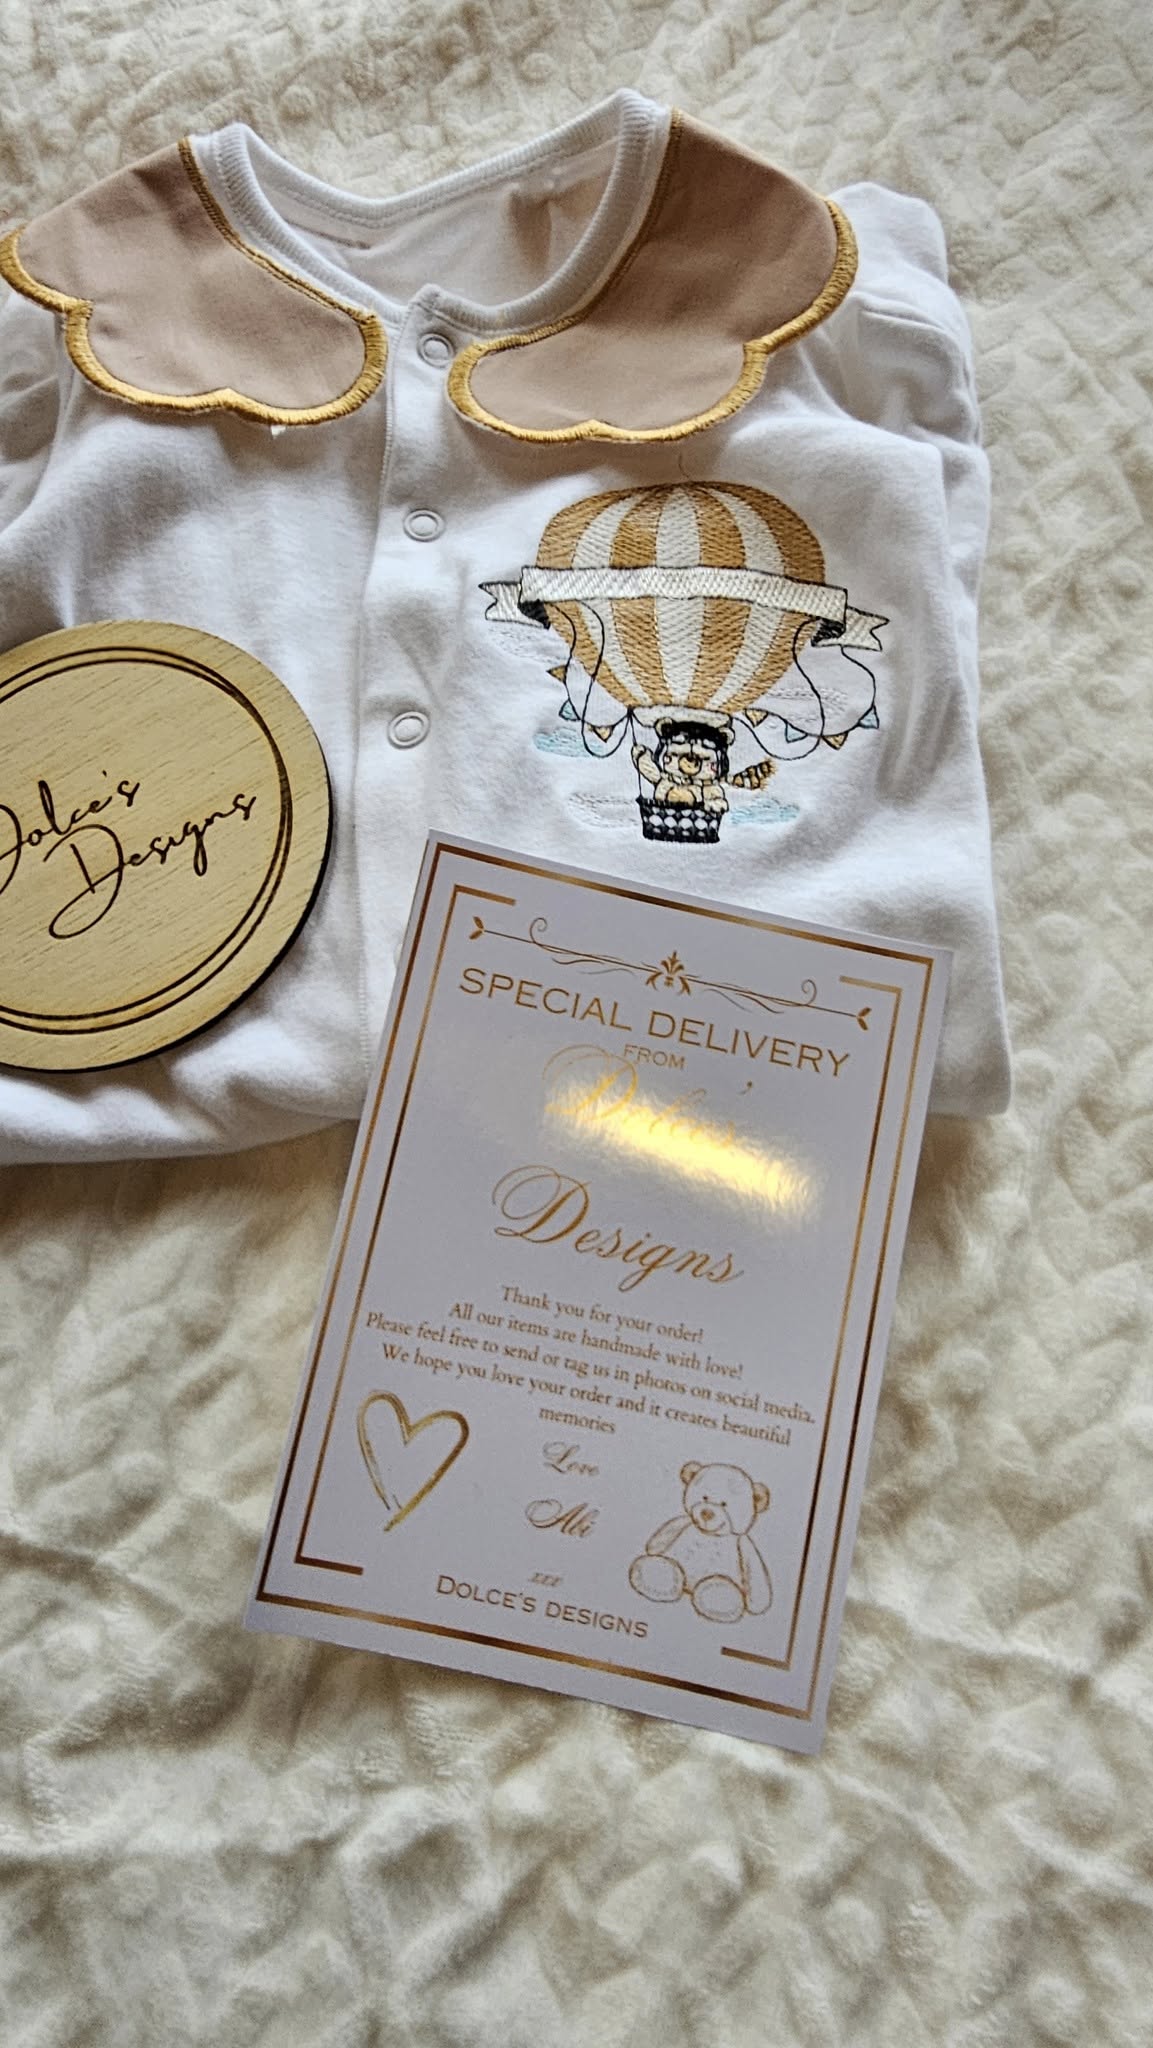 Dolce's
Designs
SPECIAL DELIVERY
FROM
Dolce's
Designs
Thank you for your order!
All our items are handmade with love!
Please feel free to send or tag us in photos on social media.
We hope you love your order and it creates beautiful
memories
Love
Abi
xxx
DOLCE'S DESIGNS